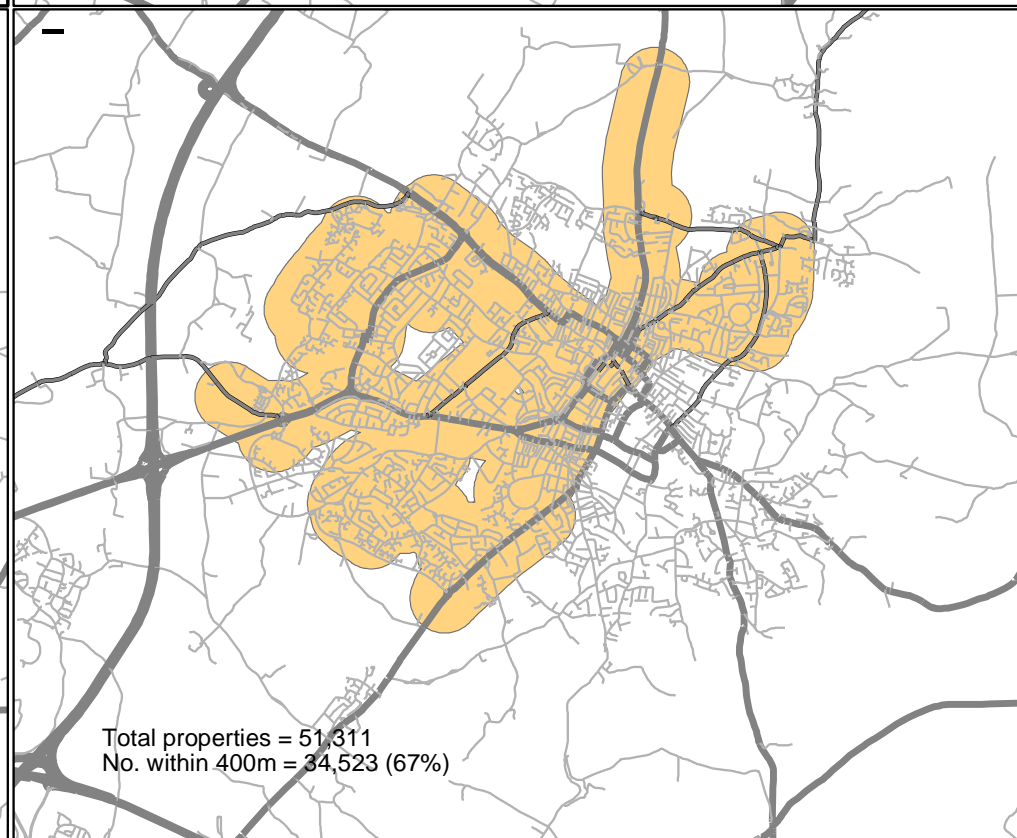 Total properties = 51,311
No. within 400m = 34,523 (67%)